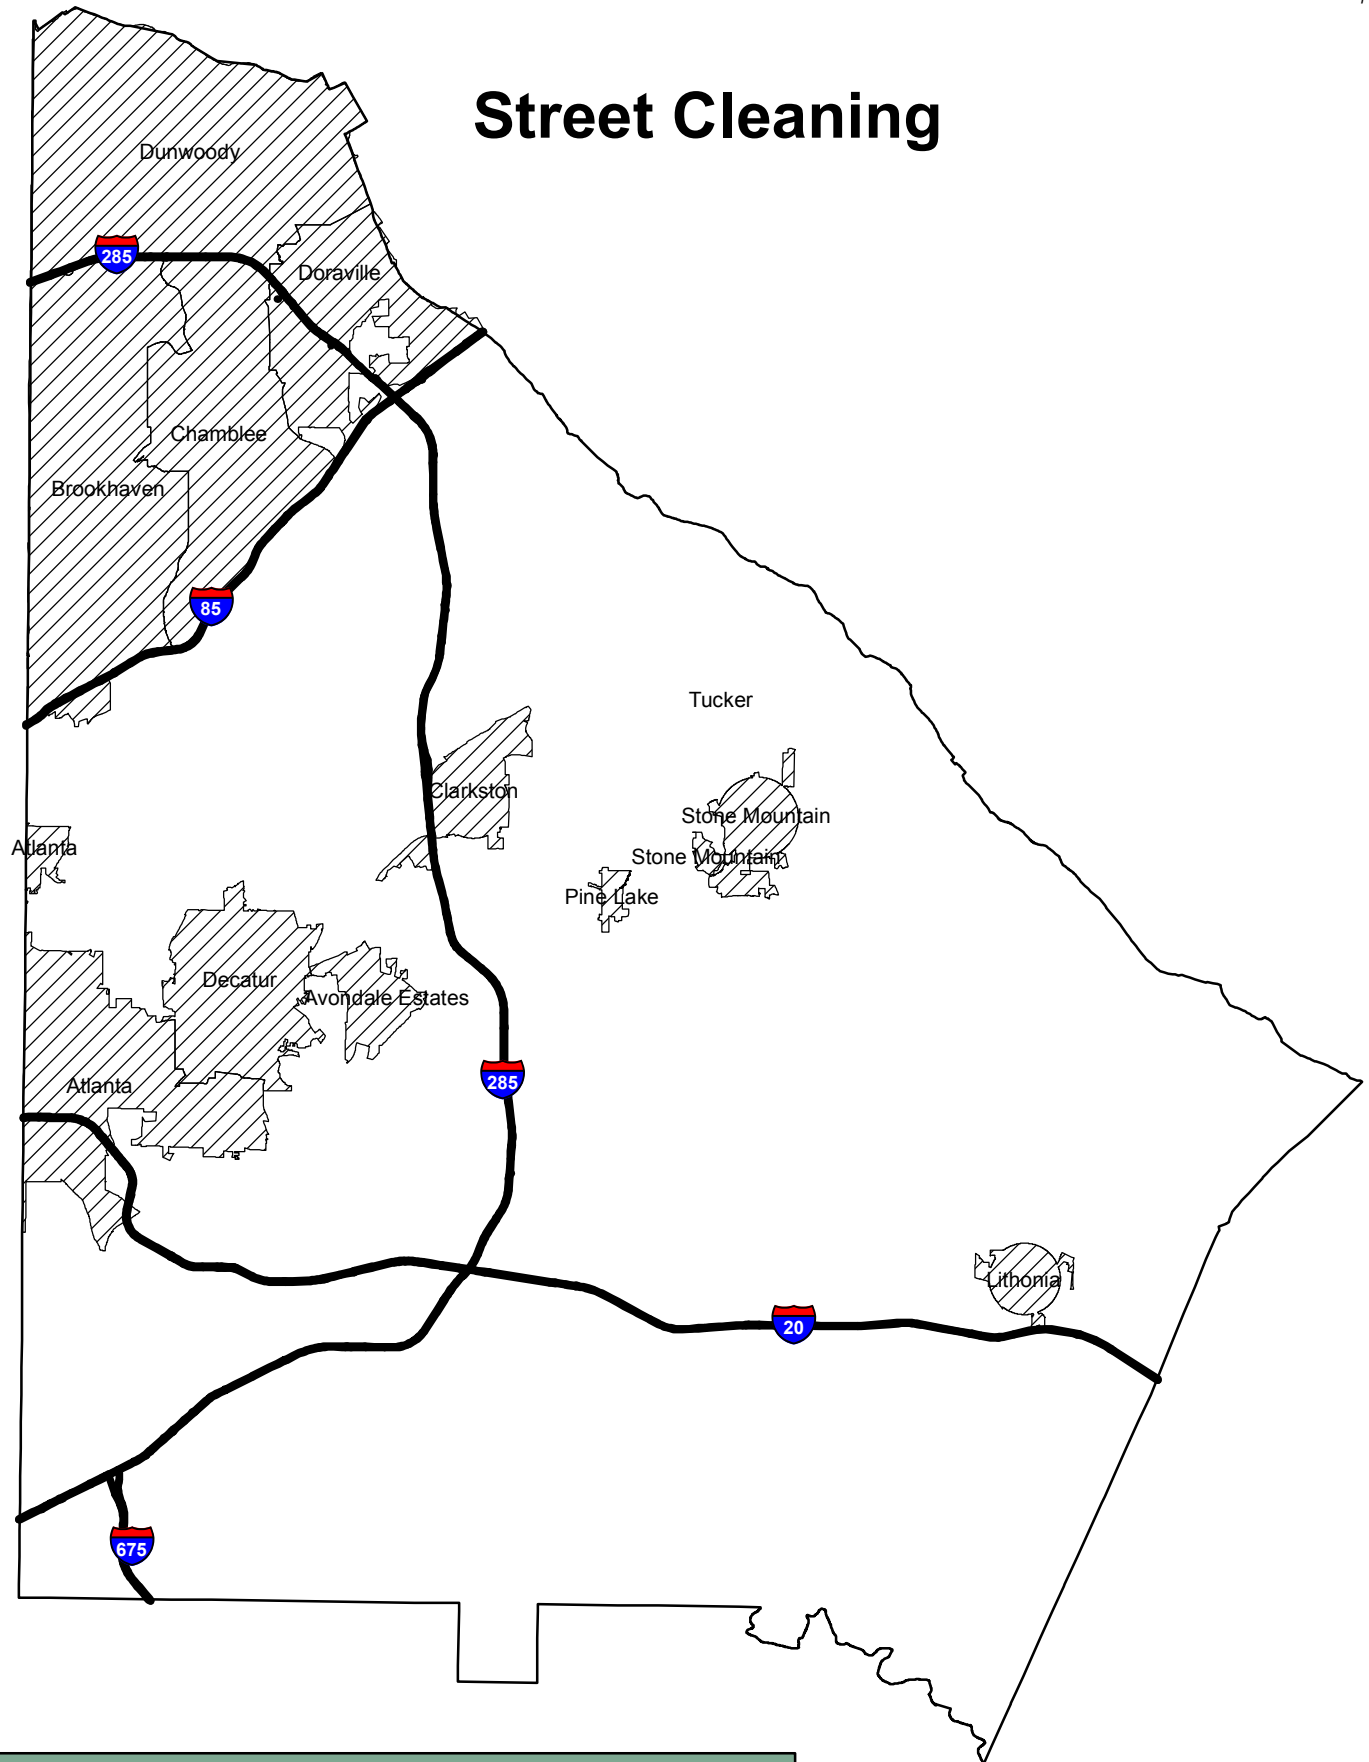 Street Cleaning
Dunwoody
285
Doraville
Chamblee
Brookhaven
85
Tucker
Clarkston
Stone Mountain
Atlanta
Stone Mountain
Pine Lake
Decatur
Avondale Estates
285
Atlanta
Lithonia
20
675